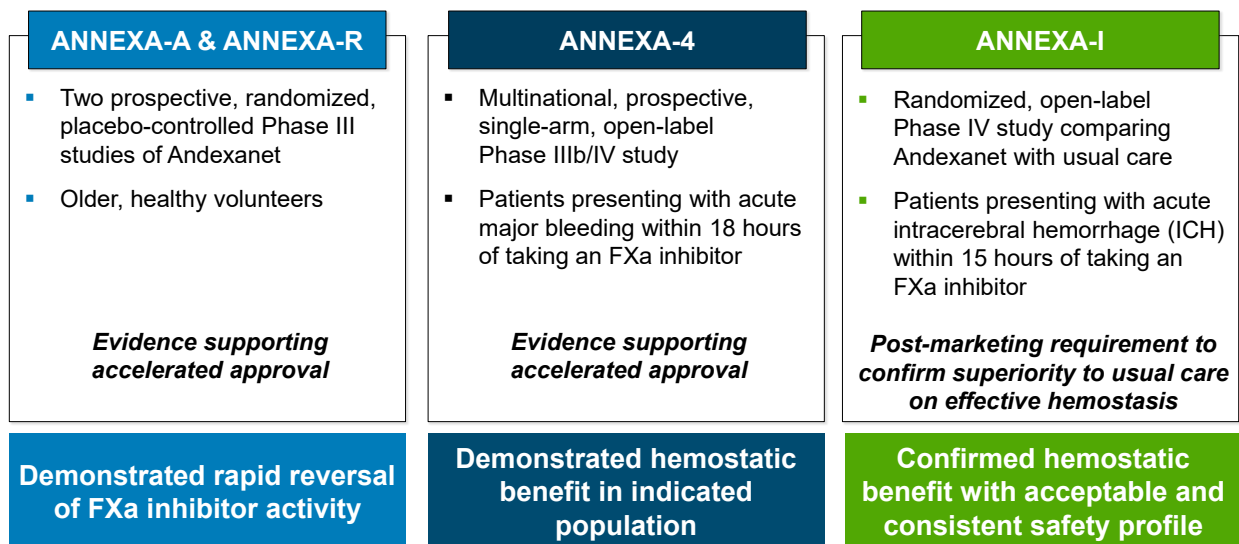 ANNEXA-A & ANNEXA-R
▪ Two prospective, randomized,
placebo-controlled Phase III
studies of Andexanet
▪ Older, healthy volunteers
Evidence supporting
accelerated approval
Demonstrated rapid reversal
of FXa inhibitor activity
ANNEXA-4
▪ Multinational, prospective,
single-arm, open-label
Phase IIIb/IV study
▪ Patients presenting with acute
major bleeding within 18 hours
of taking an FXa inhibitor
Evidence supporting
accelerated approval
Demonstrated hemostatic
benefit in indicated
population
ANNEXA-I
▪ Randomized, open-label
Phase IV study comparing
Andexanet with usual care
▪ Patients presenting with acute
intracerebral hemorrhage (ICH)
within 15 hours of taking an
FXa inhibitor
Post-marketing requirement to
confirm superiority to usual care
on effective hemostasis
Confirmed hemostatic
benefit with acceptable and
consistent safety profile